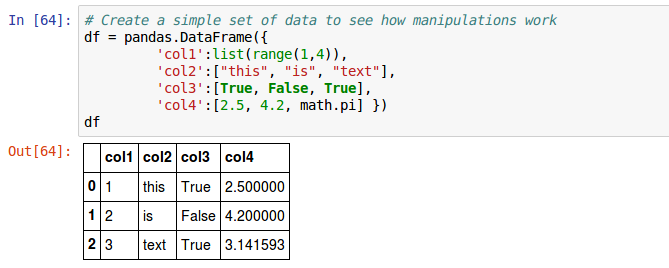 In [64]: # Create a simple set of data to see how manipulations work
df = pandas.DataFrame({
'col1':list(range(1,4)),
'col2':["this", "is", "text"],
'col3':[True, False, True],
'col4':[2.5, 4.2, math.pi] })
df
Out[64]:
col1 col2 col3 col4
0 1 this True 2.500000
1 2 is False 4.200000
2 3 text True 3.141593